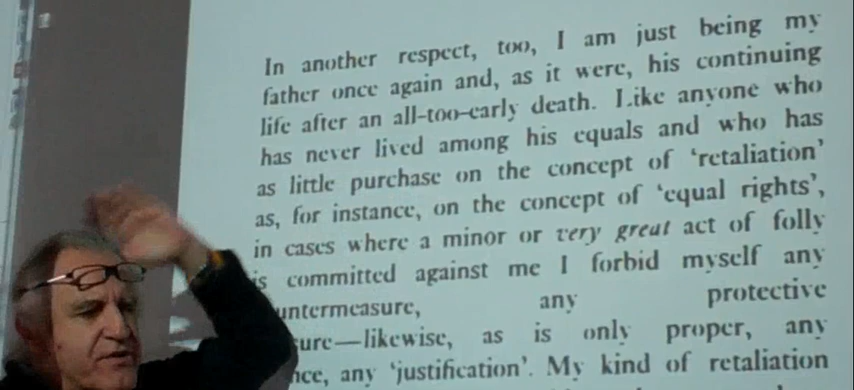 In another respect, too, I am just being my
father once again and, as it were, his continuing
life after an all-too-early death. Like anyone who
has never lived among his equals and who has
as little purchase on the concept of ‘retaliation’
as, for instance, on the concept of ‘equal rights’,
in cases where a minor or very great act of folly
is committed against me I forbid myself any
untermeasure, any protective
sure—likewise, as is only proper, any
nce, any ‘justification’. My kind of retaliation